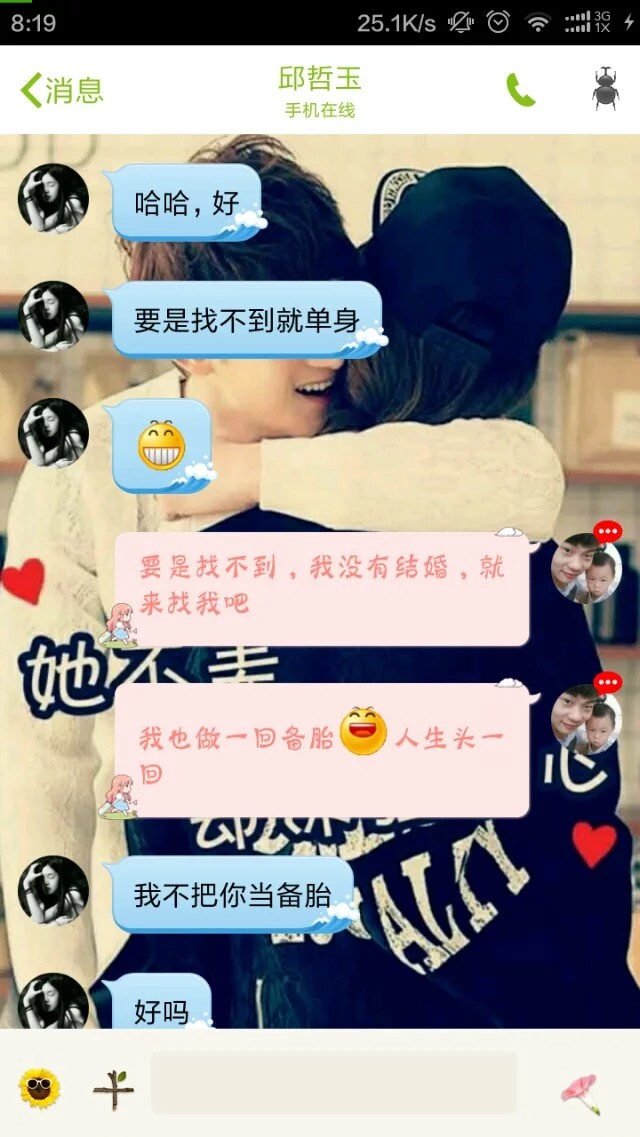 8:19
25.1K/s
3G
1X
消息
邱哲玉
手机在线
哈哈，好
要是找不到就单身
要是找不到，我没有结婚，就
来找我吧
她不
我也做一回备胎 人生头一
回
心
我不把你当备胎
LOYALTY
好吗